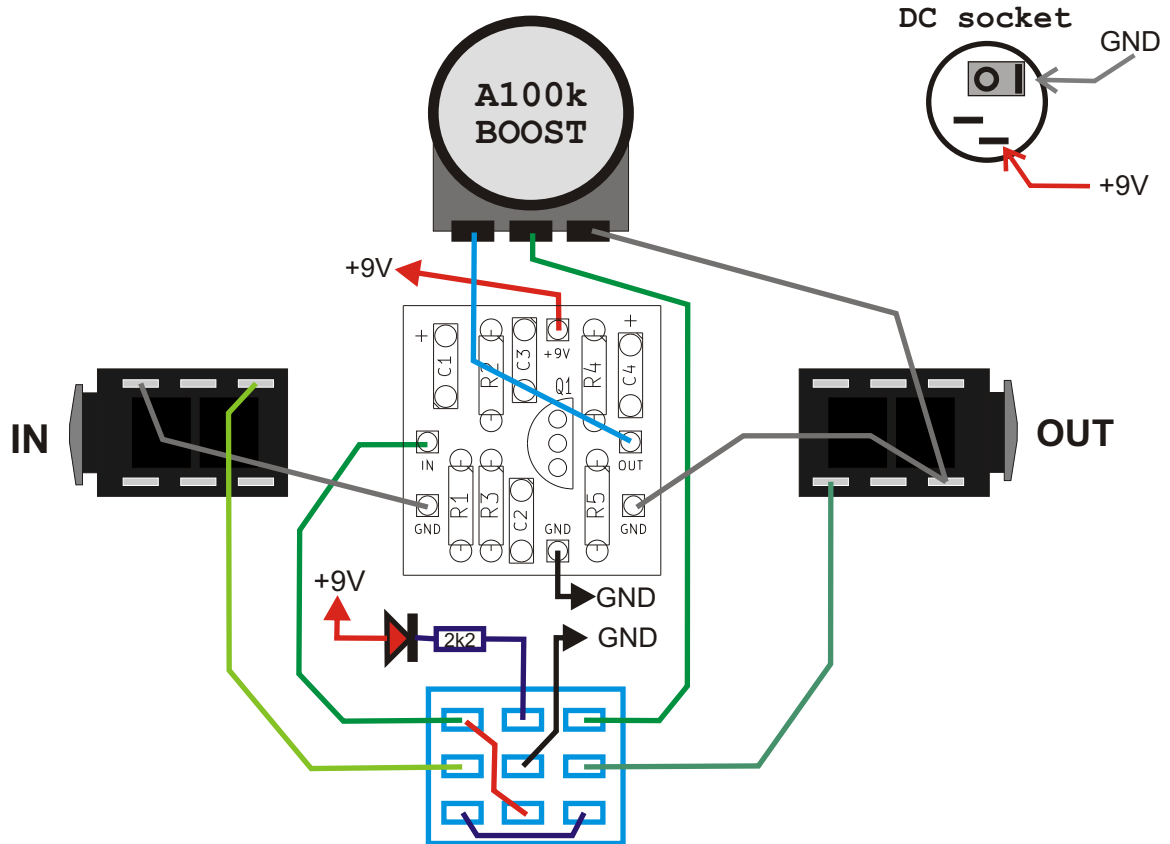 DC socket
GND
+9V
A100k
BOOST
+9V
+
C1
R2
C3
+9V
R4
+
C4
Q1
IN
IN
OUT
OUT
GND
R1
R3
C2
GND
R5
GND
GND
+9V
2k2
GND